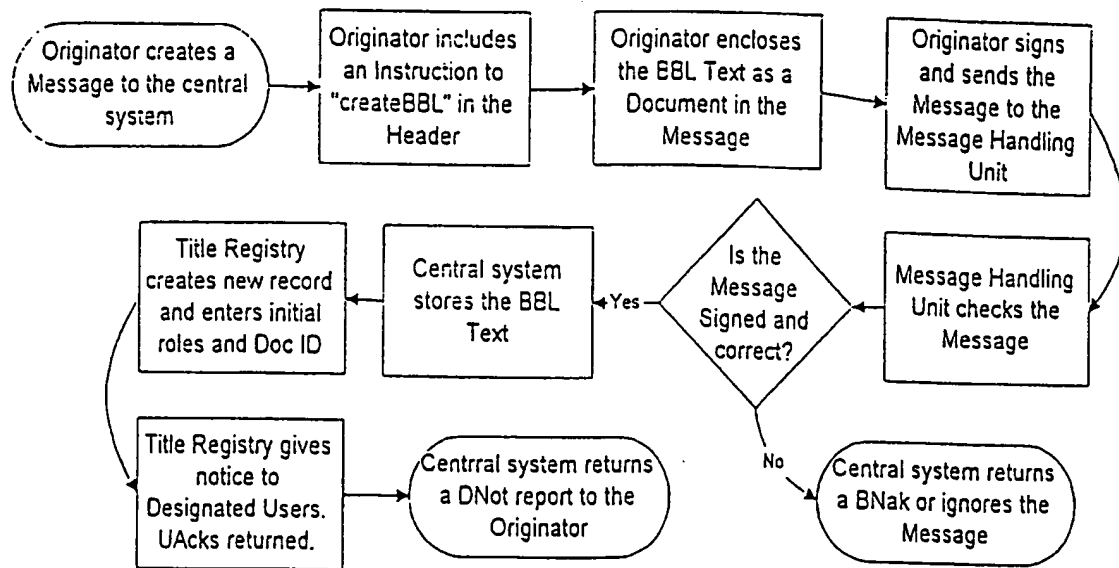 Originator creates a
Message to the central
system
Originator includes
an Instruction to
"createBBL" in the
Header
Originator encloses
the BBL Text as a
Document in the
Message
Originator signs
and sends the
Message to the
Message Handling
Unit
Message Handling
Unit checks the
Message
Is the
Message
Signed and
correct?
Yes
Central system
stores the BBL
Text
Title Registry
creates new record
and enters initial
roles and Doc ID
Title Registry gives
notice to
Designated Users.
UAcks returned.
Centrral system returns
a DNot report to the
Originator
No
Central system returns
a BNak or ignores the
Message